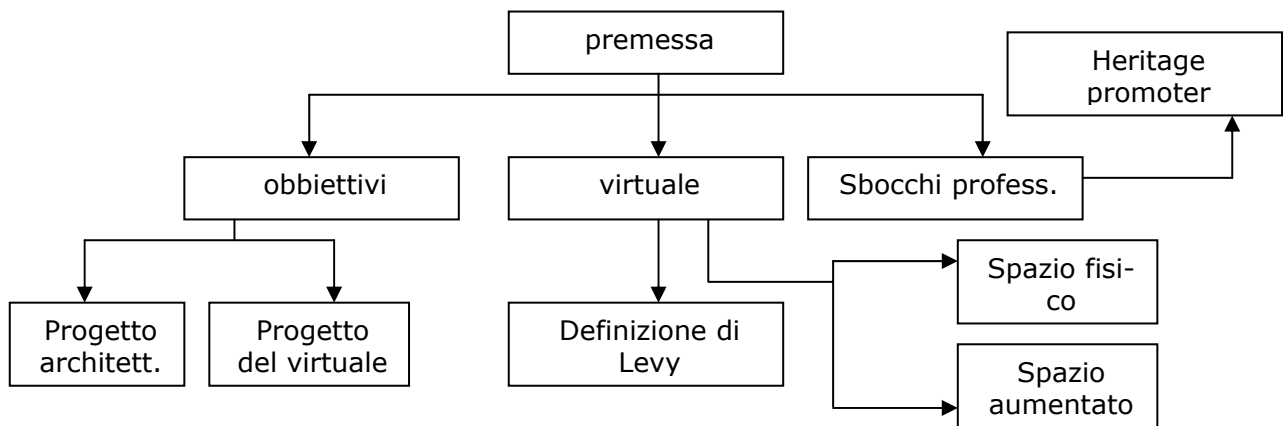 premessa
Heritage
promoter
obbiettivi
virtuale
Sbocchi profess.
Spazio fisi-
co
Progetto
architett.
Progetto
del virtuale
Definizione di
Levy
Spazio
aumentato